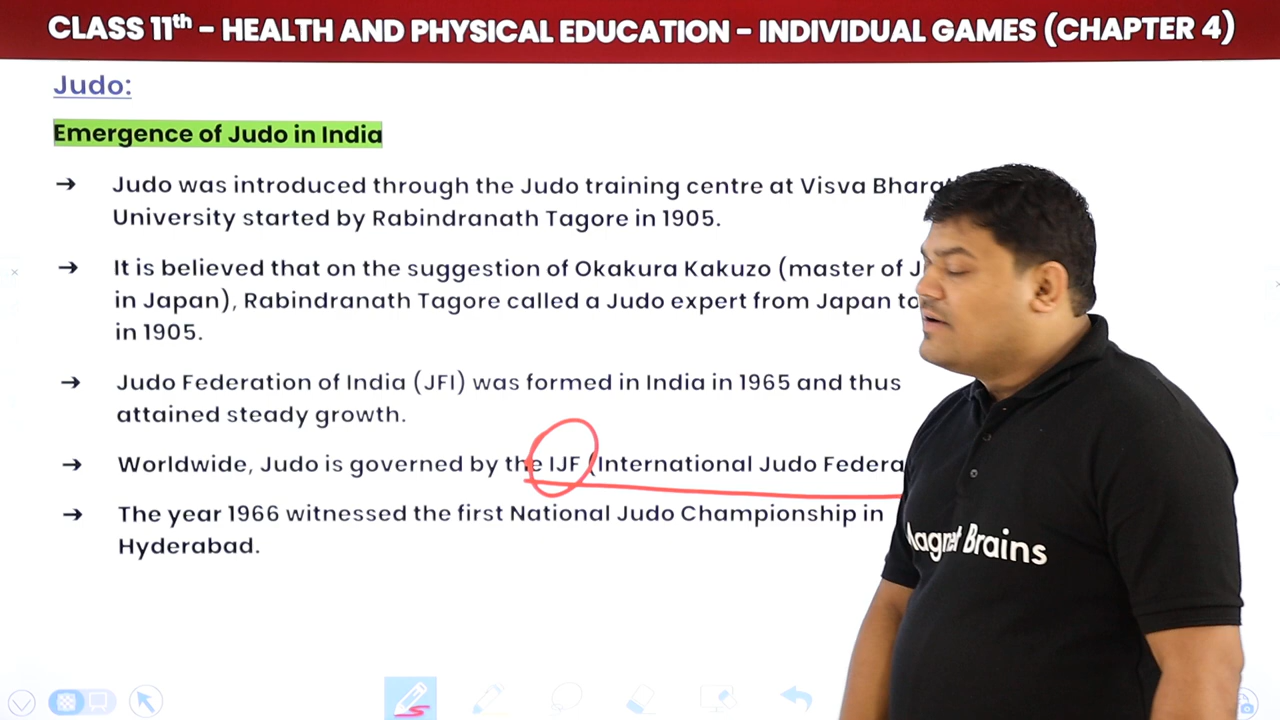 CLASS 11th – HEALTH AND PHYSICAL EDUCATION – INDIVIDUAL GAMES (CHAPTER 4)
Judo:
Emergence of Judo in India
➔ Judo was introduced through the Judo training centre at Visva
University started by Rabindranath Tagore in 1905.
➔ It is believed that on the suggestion of Okakura Kakuzo (master of
in Japan), Rabindranath Tagore called a Judo expert from Japan to
in 1905.
➔ Judo Federation of India (JFI) was formed in India in 1965 and thus
attained steady growth.
➔ Worldwide, Judo is governed by the IJF (International Judo
➔ The year 1966 witnessed the first National Judo Championship in
Hyderabad.
Brains